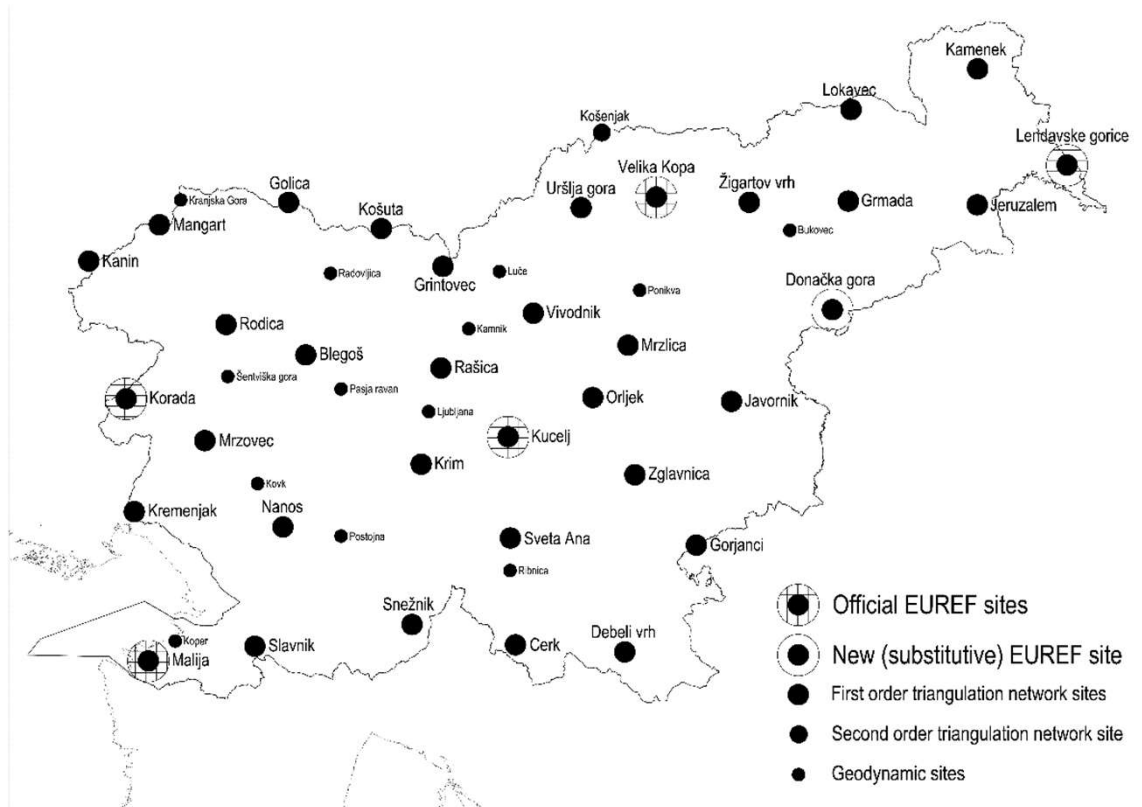 Kamenek
Lokavec
Košenjak
Lendavske gorice
Velika Kopa
Žigartov vrh
Uršlja gora
Golica
Kranjska Gora
Grmada
Jeruzalem
Košuta
Mangart
Bukovec
Kanin
Radovljica
Grintovec
Luče
Donačka gora
Ponikva
Vivodnik
Rodica
Kamnik
Mrzlica
Blegoš
Rašica
Šentviška gora
Pasja ravan
Korada
Orljek
Javornik
Ljubljana
Mrzovec
Kucelj
Krim
Zglavnica
Kovk
Nanos
Kremenjak
Postojna
Sveta Ana
Gorjanci
Ribnica
Snežnik
Debeli vrh
Koper
Malija
Slavnik
Cerk
Official EUREF sites
New (substitutive) EUREF site
First order triangulation network sites
Second order triangulation network site
Geodynamic sites